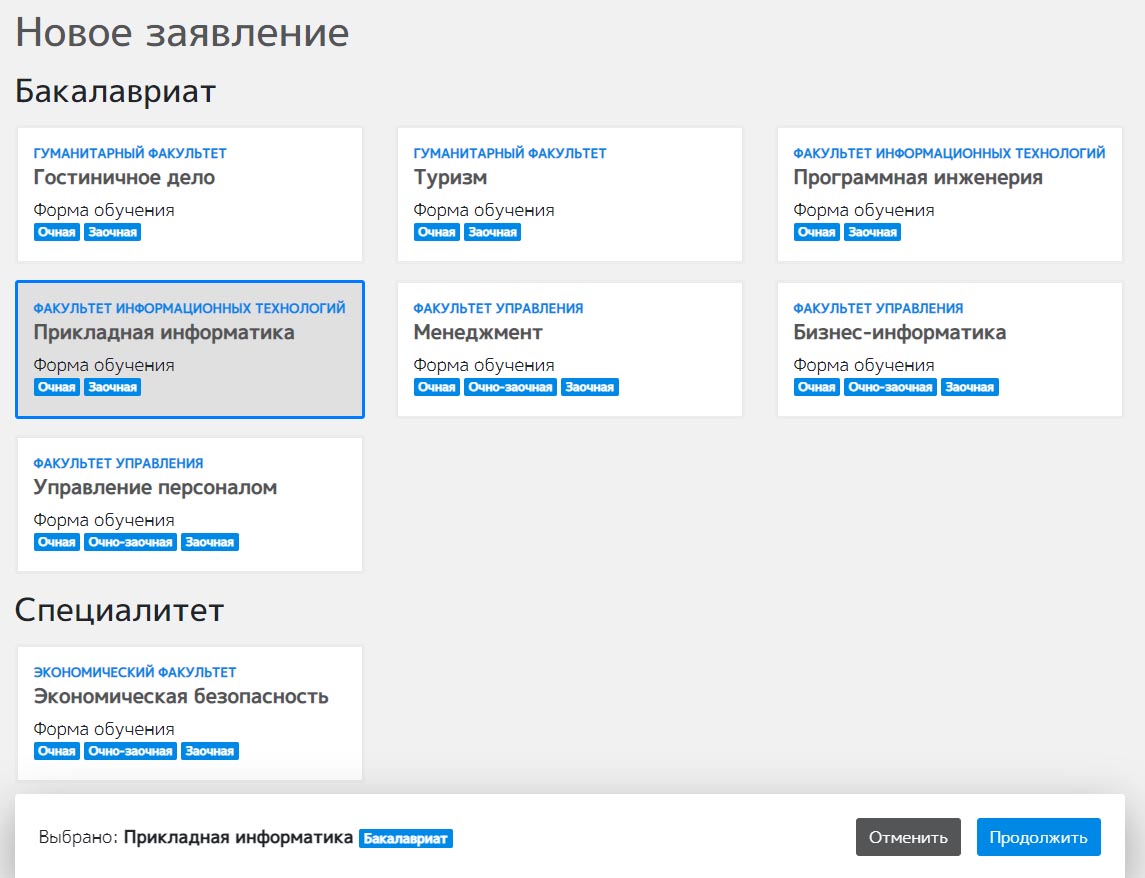 Новое заявление
Бакалавриат
ГУМАНИТАРНЫЙ ФАКУЛЬТЕТ
Гостиничное дело
Форма обучения
Очная Заочная
ГУМАНИТАРНЫЙ ФАКУЛЬТЕТ
Туризм
Форма обучения
Очная Заочная
ФАКУЛЬТЕТ ИНФОРМАЦИОННЫХ ТЕХНОЛОГИЙ
Программная инженерия
Форма обучения
Очная Заочная
ФАКУЛЬТЕТ ИНФОРМАЦИОННЫХ ТЕХНОЛОГИЙ
Прикладная информатика
Форма обучения
Очная Заочная
ФАКУЛЬТЕТ УПРАВЛЕНИЯ
Менеджмент
Форма обучения
Очная Очно-заочная Заочная
ФАКУЛЬТЕТ УПРАВЛЕНИЯ
Бизнес-информатика
Форма обучения
Очная Очно-заочная Заочная
ФАКУЛЬТЕТ УПРАВЛЕНИЯ
Управление персоналом
Форма обучения
Очная Очно-заочная Заочная
Специалитет
ЭКОНОМИЧЕСКИЙ ФАКУЛЬТЕТ
Экономическая безопасность
Форма обучения
Очная Очно-заочная Заочная
Выбрано: Прикладная информатика Бакалавриат
Отменить
Продолжить